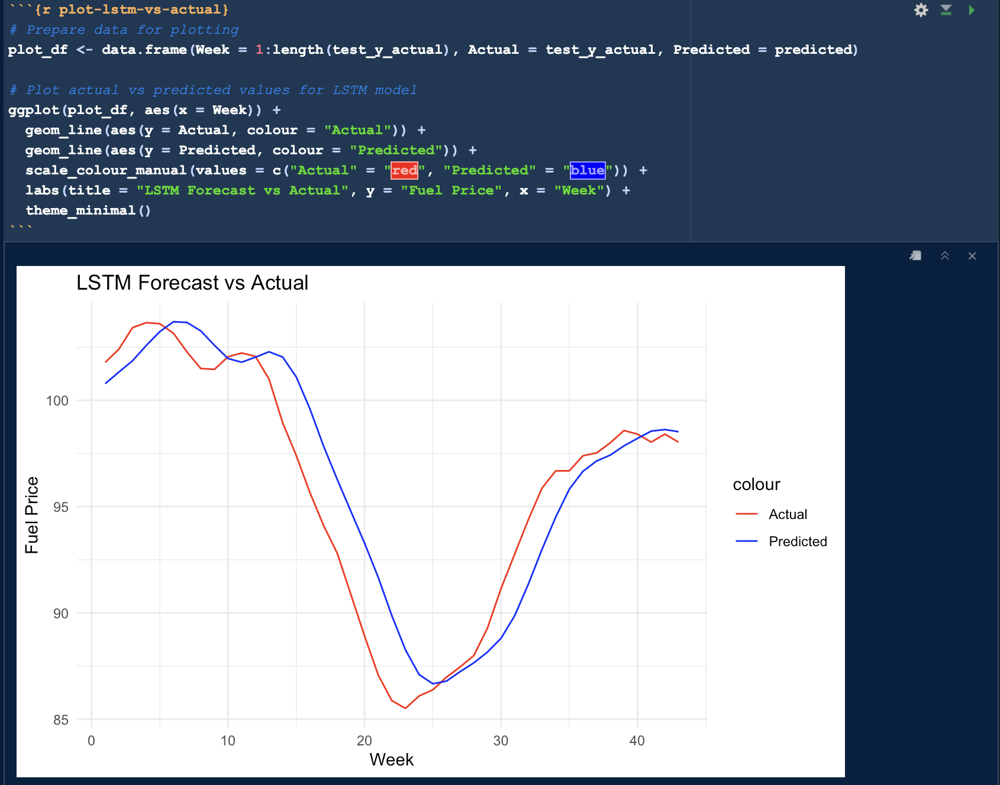 ```{r plot-lstm-vs-actual}
# Prepare data for plotting
plot_df <- data.frame(Week = 1:length(test_y_actual), Actual = test_y_actual, Predicted = predicted)
# Plot actual vs predicted values for LSTM model
ggplot(plot_df, aes(x = Week)) +
  geom_line(aes(y = Actual, colour = "Actual")) +
  geom_line(aes(y = Predicted, colour = "Predicted")) +
  scale_colour_manual(values = c("Actual" = "red", "Predicted" = "blue")) +
  labs(title = "LSTM Forecast vs Actual", y = "Fuel Price", x = "Week") +
  theme_minimal()
```
LSTM Forecast vs Actual
100
95
90
85
Fuel Price
0 10 20 30 40
Week
colour
Actual
Predicted